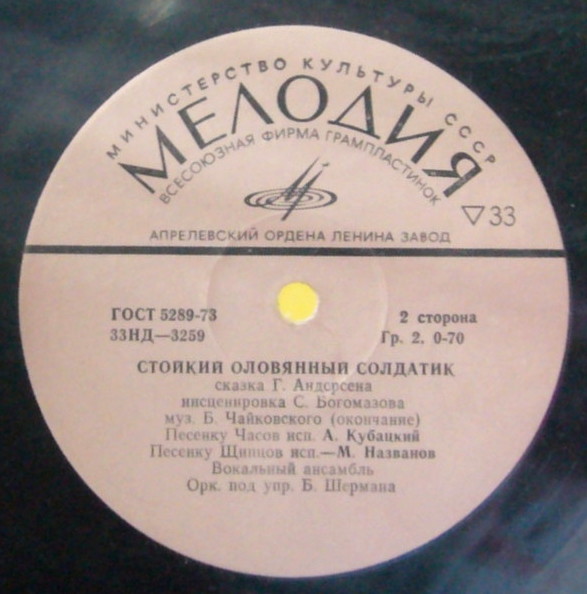 МИНИСТЕРСТВО КУЛЬТУРЫ СССР
МЕЛОДИЯ
ВСЕСОЮЗНАЯ ФИРМА ГРАМПЛАСТИНОК
▽33
АПРЕЛЕВСКИЙ ОРДЕНА ЛЕНИНА ЗАВОД
ГОСТ 5289-73
2 сторона
33НД—3259
Гр. 2. 0-70
СТОЙКИЙ ОЛОВЯННЫЙ СОЛДАТИК
сказка Г. Андерсена
инсценировка С. Богомазова
муз. Б. Чайковского (окончание)
Песенку Часов исп. А. Кубацкий
Песенку Щипцов исп.—М. Названов
Вокальный ансамбль
Орк. под упр. Б. Шермана